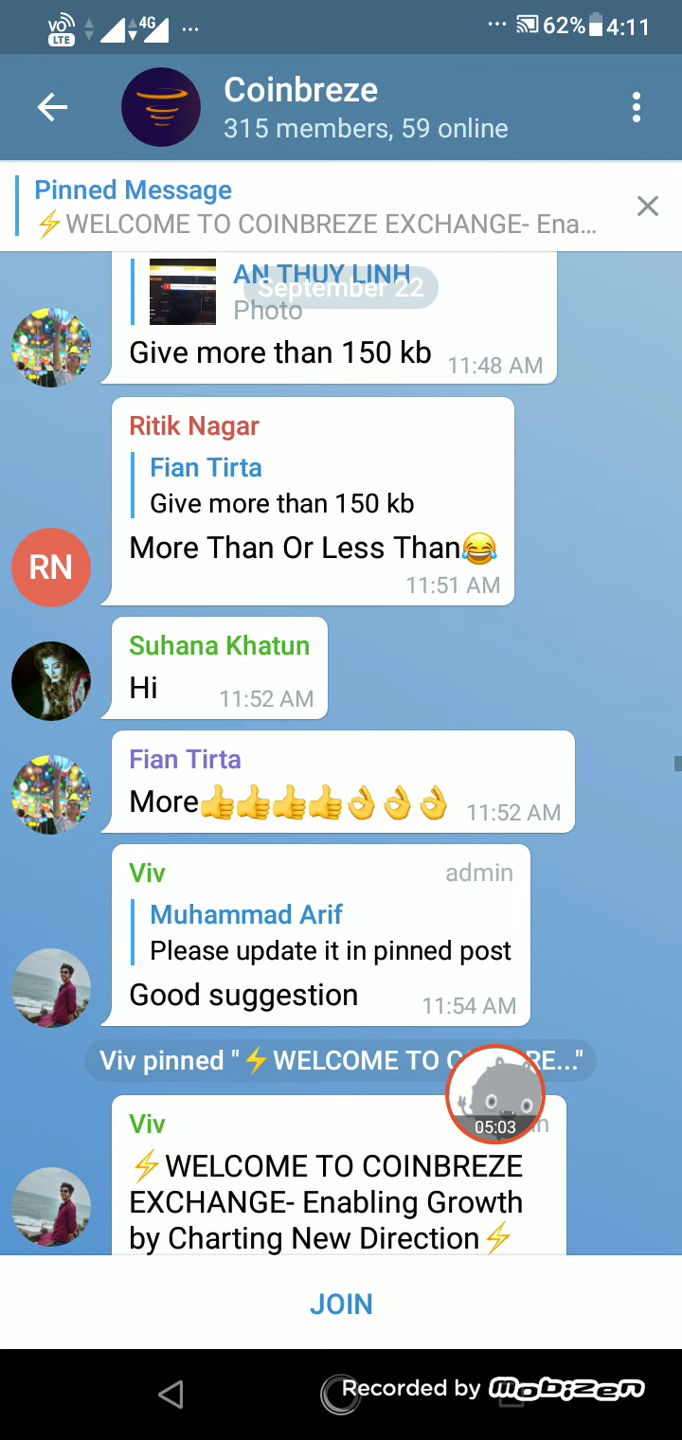 VO)) 4G ... ... 62% 4:11
LTE
Coinbreze
315 members, 59 online
Pinned Message
⚡WELCOME TO COINBREZE EXCHANGE- Ena...
AN THUY LINH
September 22
Photo
Give more than 150 kb 11:48 AM
Ritik Nagar
Fian Tirta
Give more than 150 kb
More Than Or Less Than😂
RN
11:51 AM
Suhana Khatun
Hi 11:52 AM
Fian Tirta
More👍👍👍👍👌👌👌 11:52 AM
Viv admin
Muhammad Arif
Please update it in pinned post
Good suggestion 11:54 AM
Viv pinned "⚡WELCOME TO C RE..."
Viv in
05:03
⚡WELCOME TO COINBREZE
EXCHANGE- Enabling Growth
by Charting New Direction⚡
JOIN
Recorded by mobizen